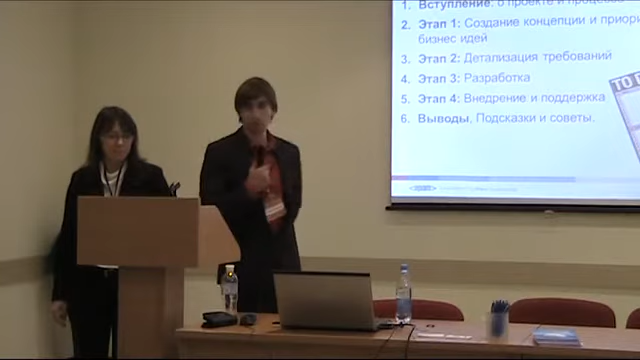 1. Вступление: о проекте и процессе
2. Этап 1: Создание концепции и приори
бизнес идей
3. Этап 2: Детализация требований
4. Этап 3: Разработка
5. Этап 4: Внедрение и поддержка
6. Выводы, Подсказки и советы.
TO D